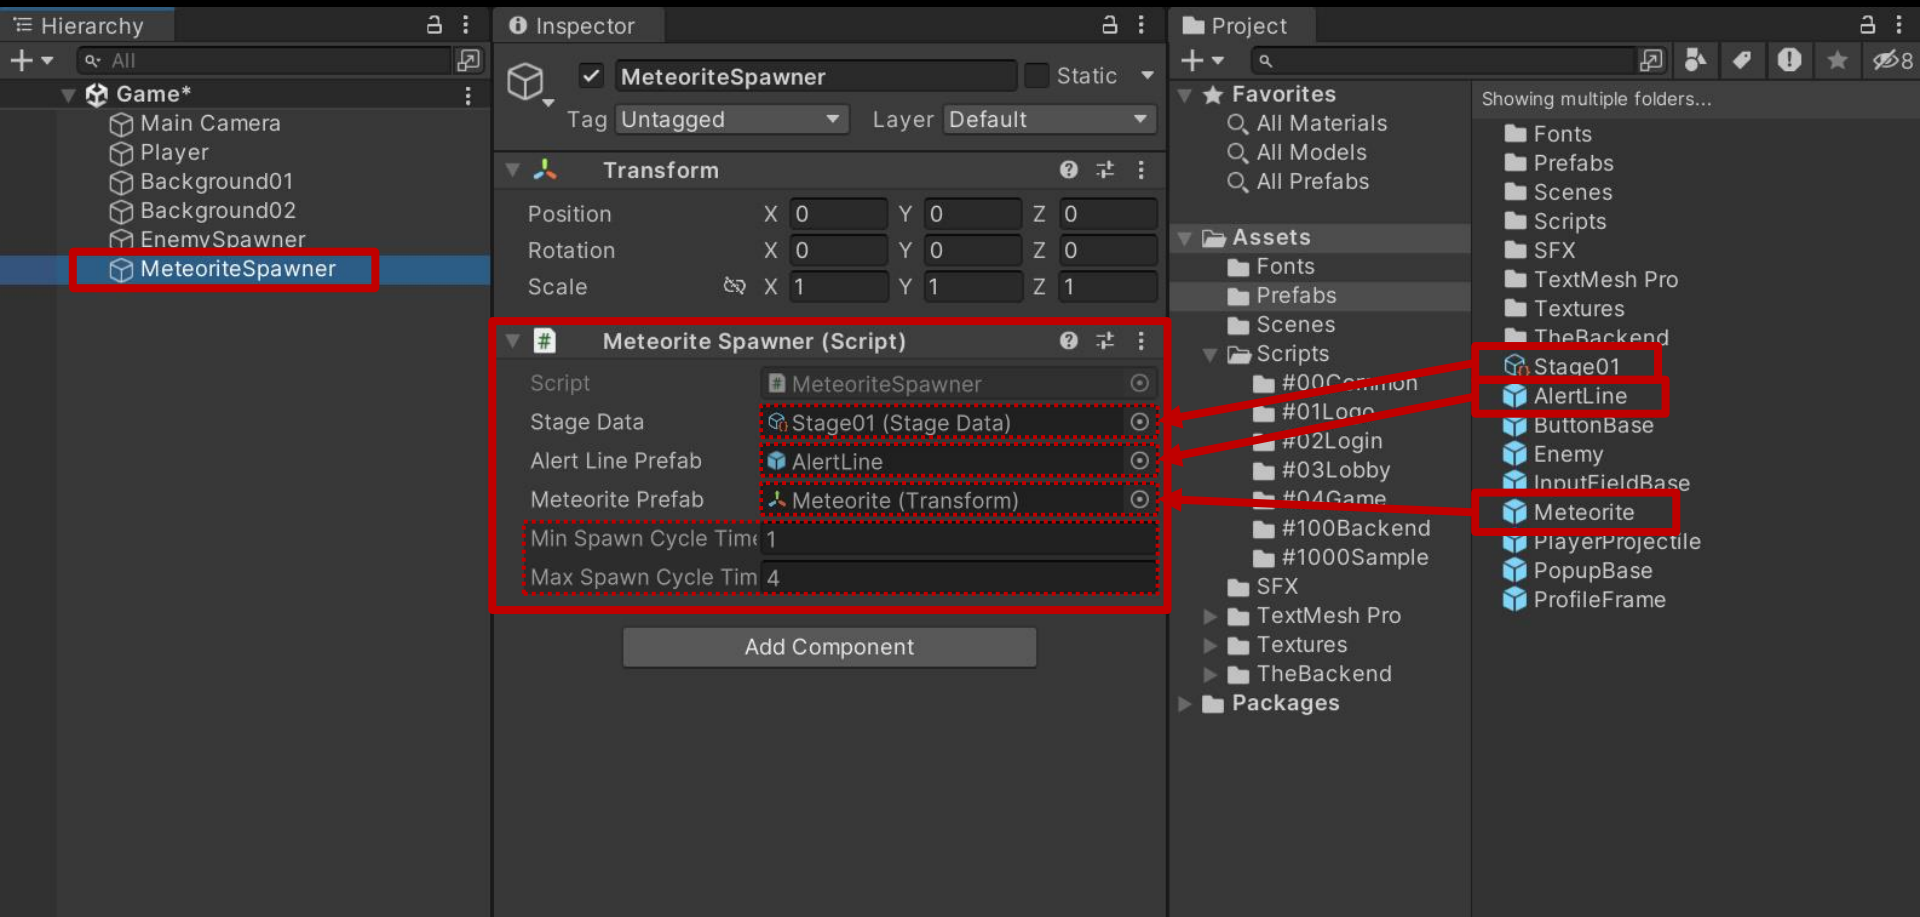 Hierarchy
All
Game*
Main Camera
Player
Background01
Background02
EnemySpawner
MeteoriteSpawner
Inspector
MeteoriteSpawner
Static
Tag Untagged
Layer Default
Transform
Position X 0 Y 0 Z 0
Rotation X 0 Y 0 Z 0
Scale X 1 Y 1 Z 1
# Meteorite Spawner (Script)
Script # MeteoriteSpawner
Stage Data Stage01 (Stage Data)
Alert Line Prefab AlertLine
Meteorite Prefab Meteorite (Transform)
Min Spawn Cycle Time 1
Max Spawn Cycle Tim 4
Add Component
Project
8
Favorites
All Materials
All Models
All Prefabs
Assets
Fonts
Prefabs
Scenes
Scripts
#00Common
#01Logo
#02Login
#03Lobby
#04Game
#100Backend
#1000Sample
SFX
TextMesh Pro
Textures
TheBackend
Packages
Showing multiple folders...
Fonts
Prefabs
Scenes
Scripts
SFX
TextMesh Pro
Textures
TheBackend
Stage01
AlertLine
ButtonBase
Enemy
InputFieldBase
Meteorite
PlayerProjectile
PopupBase
ProfileFrame